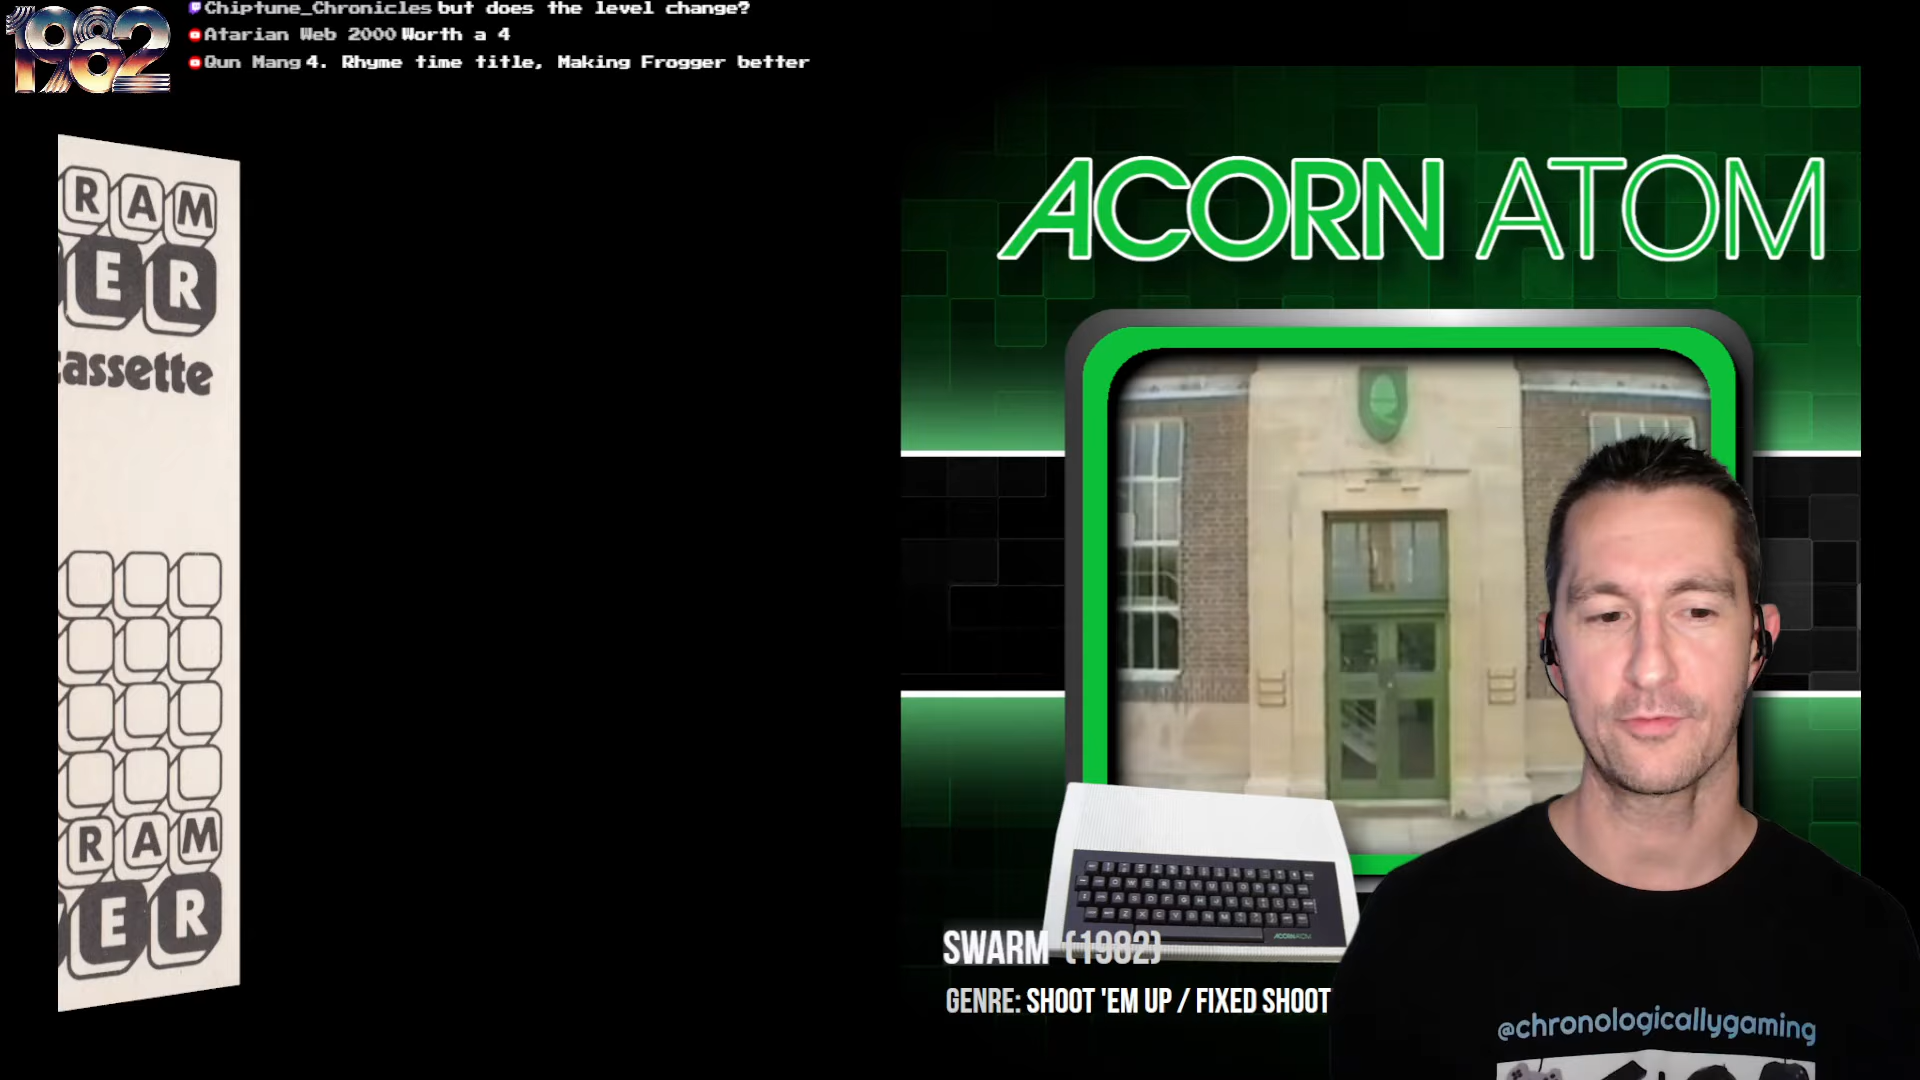 1982
Chiptune_Chronicles but does the level change?
Atarian Web 2000 Worth a 4
Qun Mang 4. Rhyme time title, Making Frogger better
RAM
ER
cassette
RAM
ER
ACORN ATOM
SWARM (1982)
GENRE: SHOOT 'EM UP / FIXED SHOOT
@chronologicallygaming